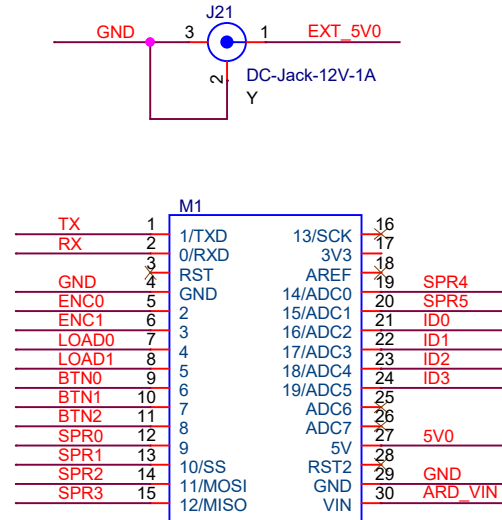 J21
GND 3 1 EXT_5V0
2 DC-Jack-12V-1A
Y
M1
TX 1 1/TXD 13/SCK 16
RX 2 0/RXD 3V3 17
3 RST AREF 18
GND 4 GND 14/ADC0 19 SPR4
ENC0 5 2 15/ADC1 20 SPR5
ENC1 6 3 16/ADC2 21 ID0
LOAD0 7 4 17/ADC3 22 ID1
LOAD1 8 5 18/ADC4 23 ID2
BTN0 9 6 19/ADC5 24 ID3
BTN1 10 7 ADC6 25
BTN2 11 8 ADC7 26
SPR0 12 9 5V 27 5V0
SPR1 13 10/SS RST2 28
SPR2 14 11/MOSI GND 29 GND
SPR3 15 12/MISO VIN 30 ARD_VIN